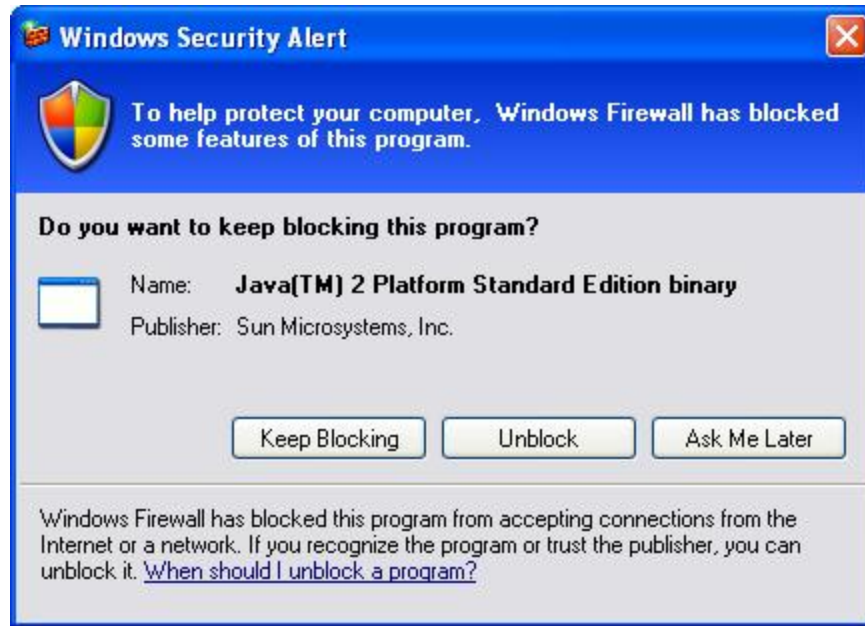 Windows Security Alert
To help protect your computer, Windows Firewall has blocked
some features of this program.
Do you want to keep blocking this program?
Name: Java(TM) 2 Platform Standard Edition binary
Publisher: Sun Microsystems, Inc.
Keep Blocking Unblock Ask Me Later
Windows Firewall has blocked this program from accepting connections from the
Internet or a network. If you recognize the program or trust the publisher, you can
unblock it. When should I unblock a program?